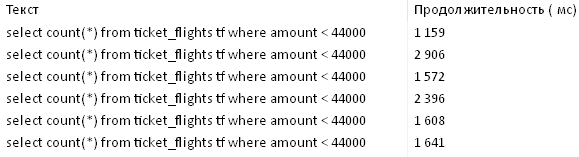 Текст Продолжительность ( мс)
select count(*) from ticket_flights tf where amount < 44000 1 159
select count(*) from ticket_flights tf where amount < 44000 2 906
select count(*) from ticket_flights tf where amount < 44000 1 572
select count(*) from ticket_flights tf where amount < 44000 2 396
select count(*) from ticket_flights tf where amount < 44000 1 608
select count(*) from ticket_flights tf where amount < 44000 1 641